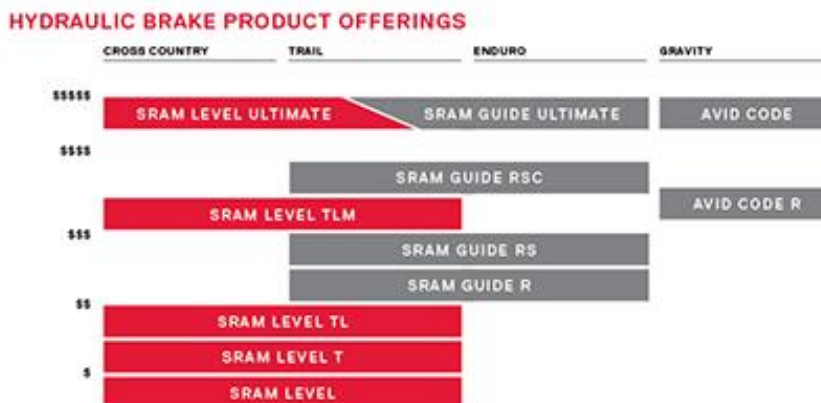 HYDRAULIC BRAKE PRODUCT OFFERINGS
CROSS COUNTRY TRAIL ENDURO GRAVITY
$$$$$
SRAM LEVEL ULTIMATE SRAM GUIDE ULTIMATE AVID CODE
$$$$
SRAM GUIDE RSC
AVID CODE R
SRAM LEVEL TLM
$$$
SRAM GUIDE RS
SRAM GUIDE R
$$
SRAM LEVEL TL
SRAM LEVEL T
$
SRAM LEVEL